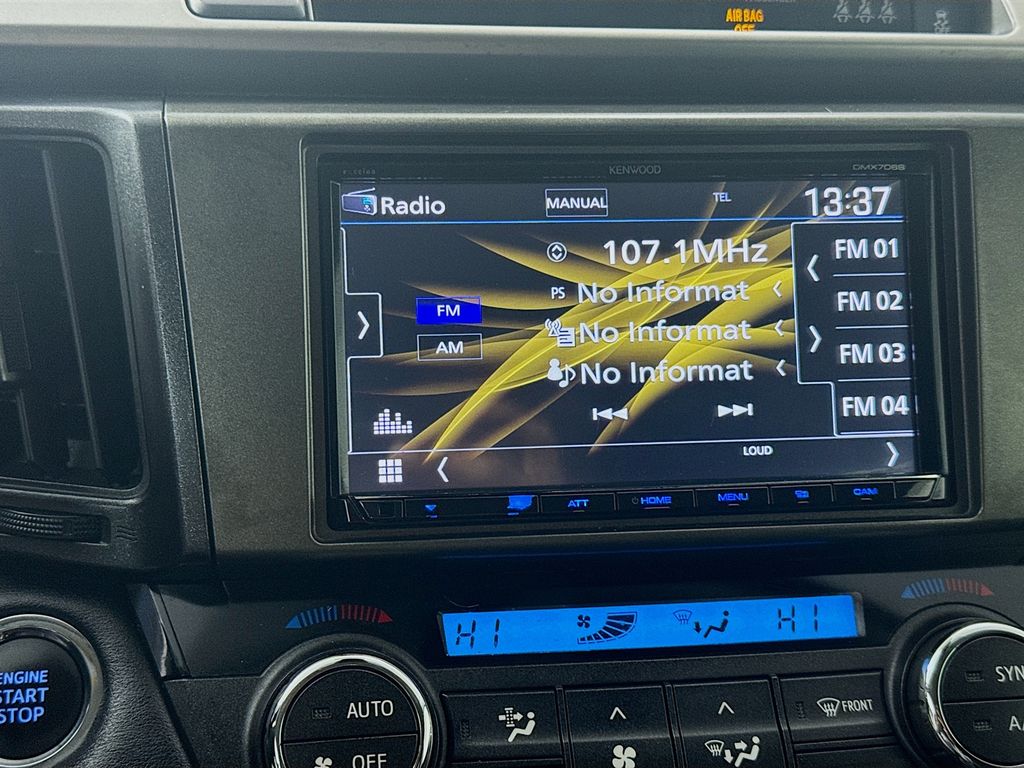 AIR BAG
OFF
KENWOOD
DMX706S
Radio
MANUAL
TEL
13:37
107.1MHz
FM 01
PS No Informat
FM 02
FM
No Informat
AM
FM 03
No Informat
FM 04
LOUD
ATT
HOME
MENU
CAM
HI
HI
ENGINE
START
STOP
AUTO
OFF
FRONT
SYN
A/